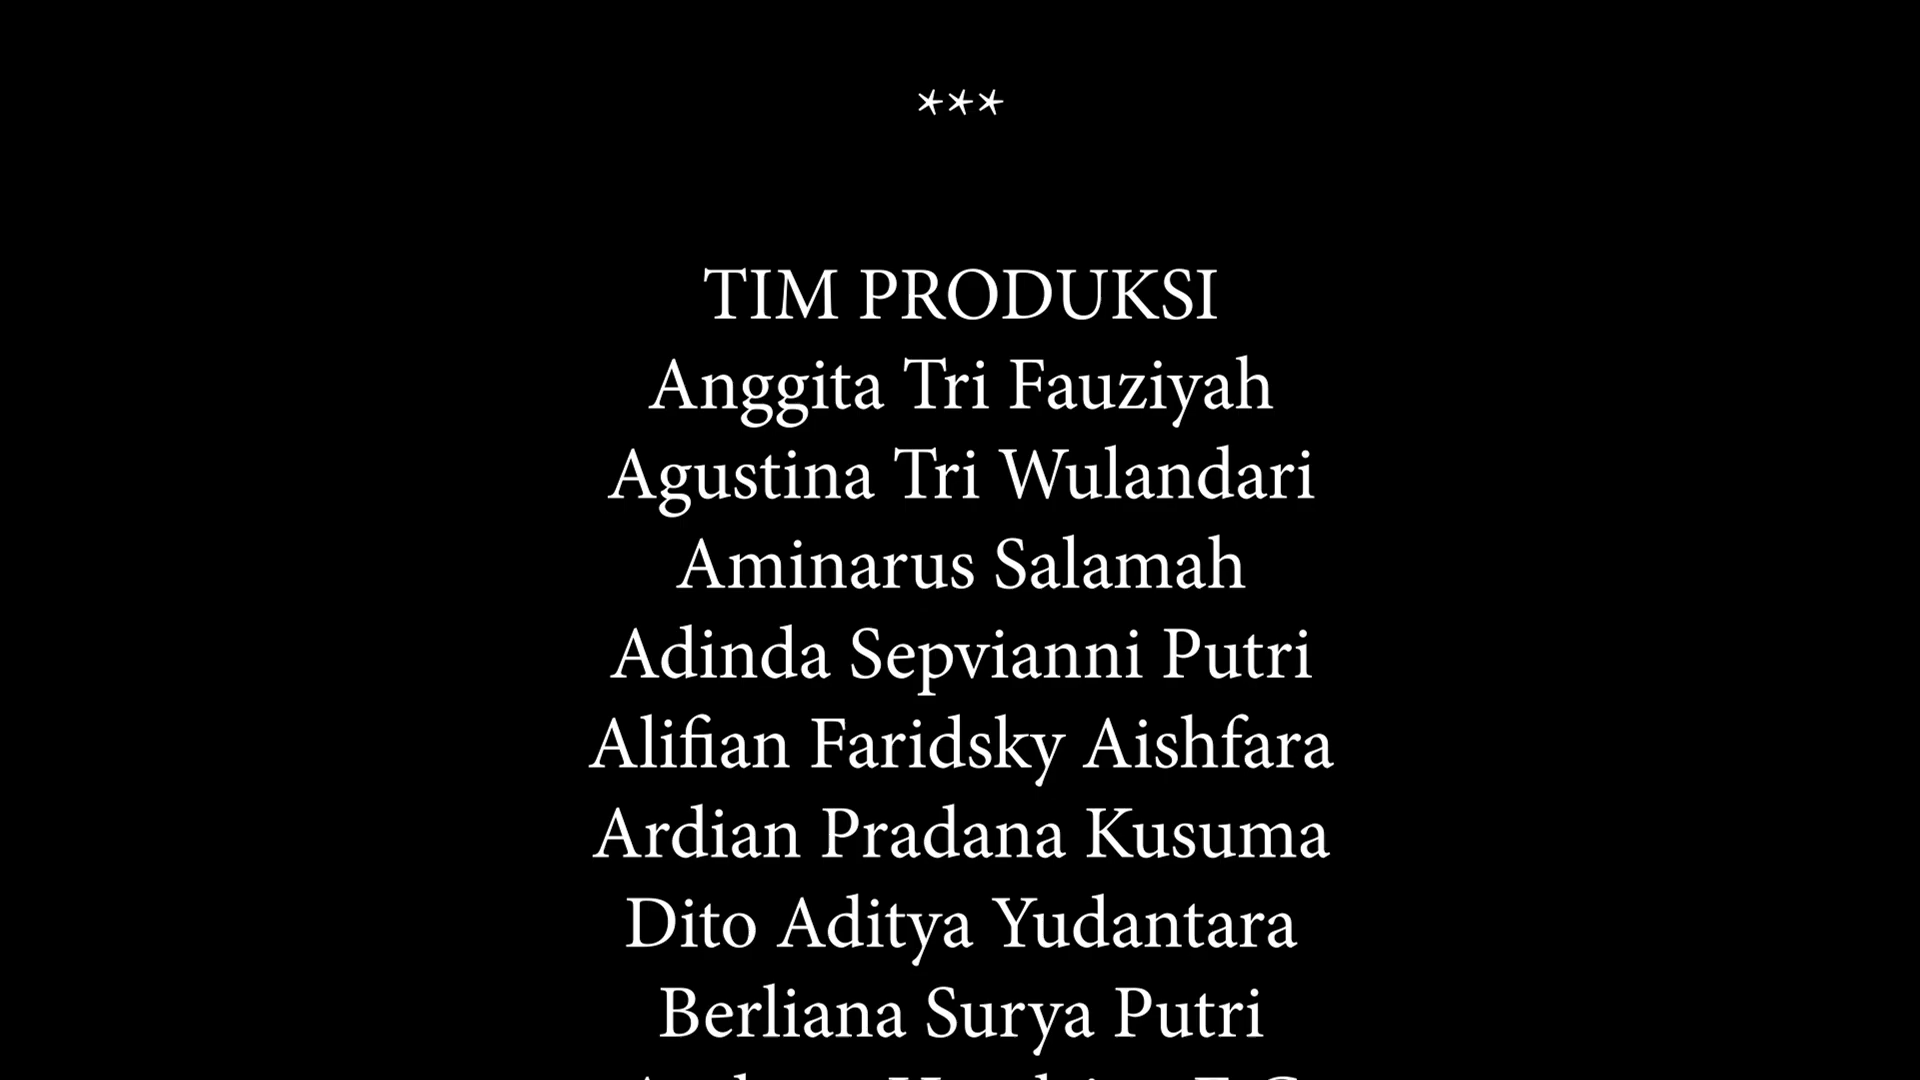 ***
TIM PRODUKSI
Anggita Tri Fauziyah
Agustina Tri Wulandari
Aminarus Salamah
Adinda Sepvianni Putri
Alifian Faridsky Aishfara
Ardian Pradana Kusuma
Dito Aditya Yudantara
Berliana Surya Putri